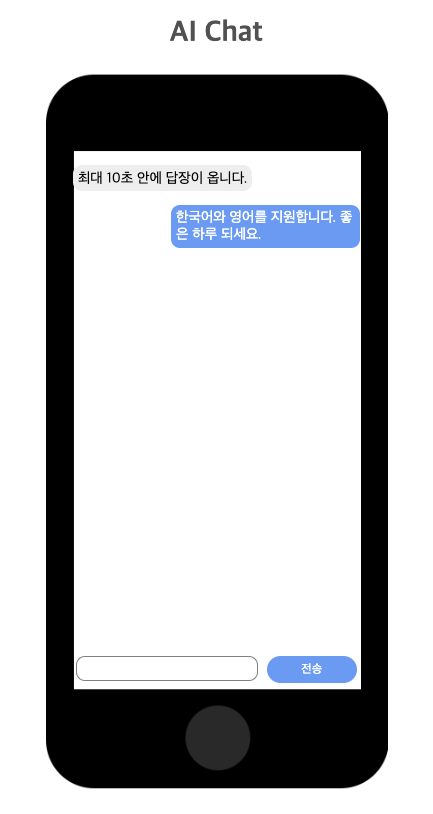 AI Chat
최대 10초 안에 답장이 옵니다.
한국어와 영어를 지원합니다. 좋
은 하루 되세요.
전송